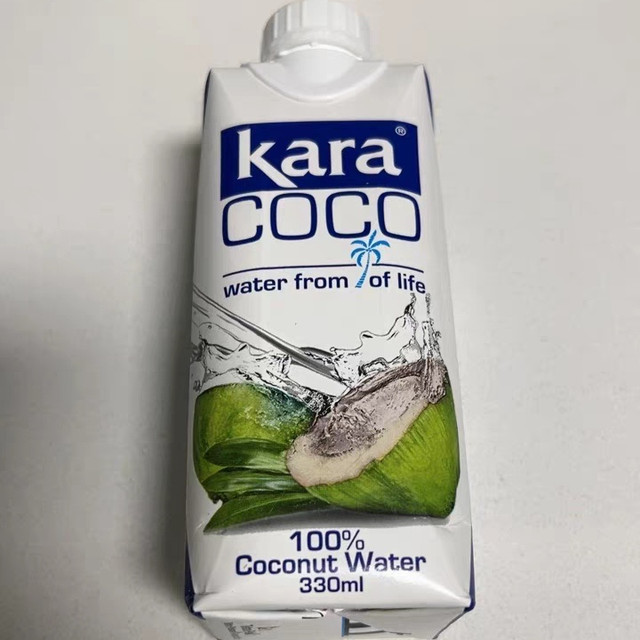 kara®
COCO
water from of life
100%
Coconut Water
330ml